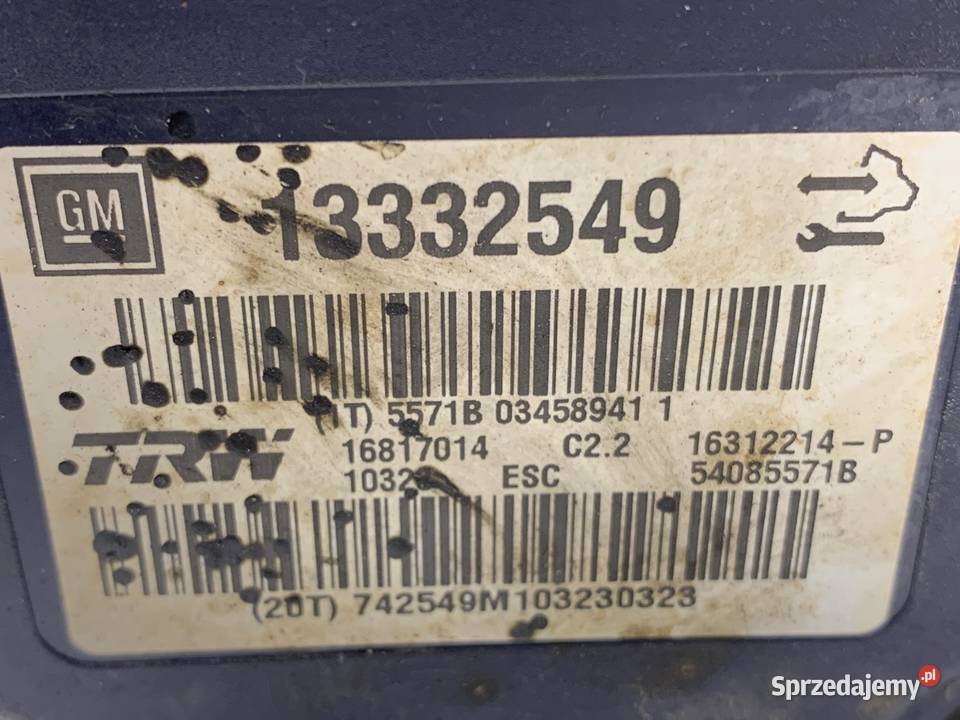 GM
13332549
(1T) 5571B 03458941 1
TRW
16817014 C2.2 16312214-P
ESC 54085571B
(20T) 742549M103230323
Sprzedajemy.pl